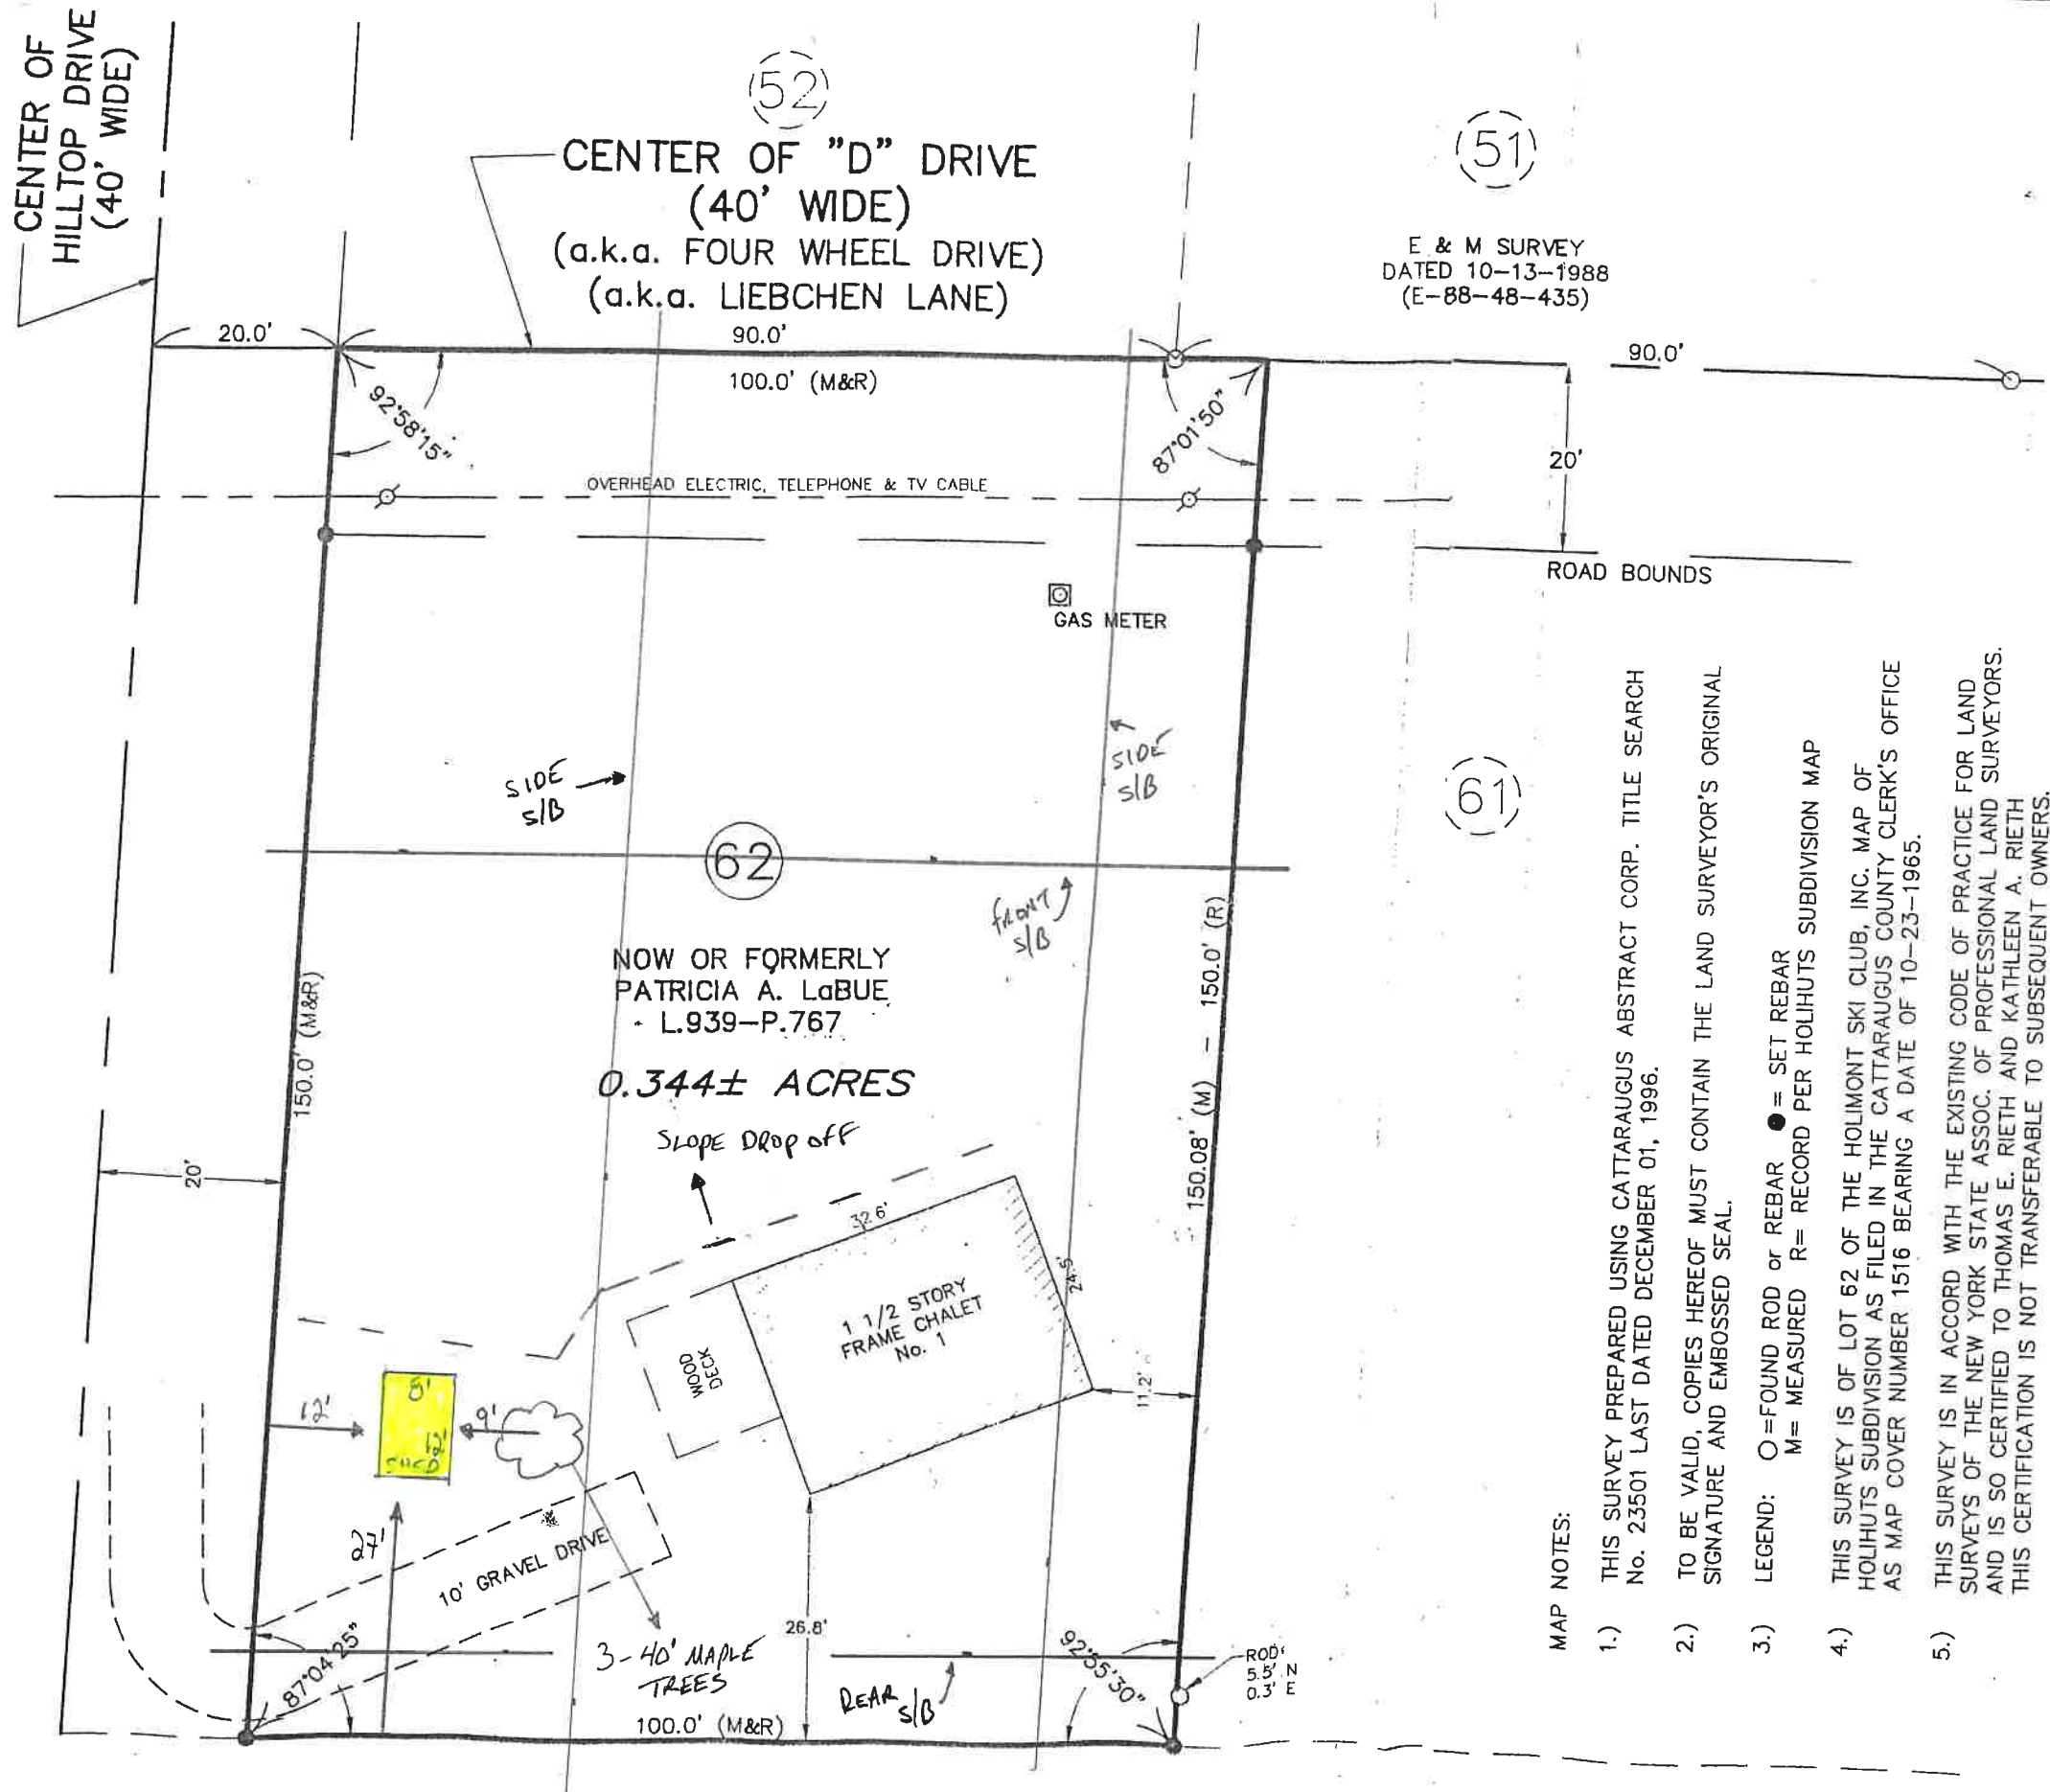 CENTER OF
HILLTOP DRIVE
(40' WIDE)
52
CENTER OF "D" DRIVE
(40' WIDE)
(a.k.a. FOUR WHEEL DRIVE)
(a.k.a. LIEBCHEN LANE)
51
E & M SURVEY
DATED 10-13-1988
(E-88-48-435)
20.0'
90.0'
90.0'
100.0' (M&R)
92°58'15"
87°01'50"
20'
OVERHEAD ELECTRIC, TELEPHONE & TV CABLE
ROAD BOUNDS
GAS METER
SIDE
S/B
SIDE
S/B
61
62
FRONT
S/B
NOW OR FORMERLY
PATRICIA A. LaBUE
L.939-P.767
0.344± ACRES
150.0' (M&R)
150.08' (M) - 150.0' (R)
SLOPE DROP OFF
20'
32.6'
24.5'
1 1/2 STORY
FRAME CHALET
No. 1
WOOD
DECK
11.2'
8'
12'
SHED
12'
9'
27'
10' GRAVEL DRIVE
26.8'
3-40' MAPLE
TREES
REAR
S/B
87°04'25"
92°55'30"
ROD
5.5' N
0.3' E
100.0' (M&R)
MAP NOTES:
1.) THIS SURVEY PREPARED USING CATTARAUGUS ABSTRACT CORP. TITLE SEARCH
No. 23501 LAST DATED DECEMBER 01, 1996.
2.) TO BE VALID, COPIES HEREOF MUST CONTAIN THE LAND SURVEYOR'S ORIGINAL
SIGNATURE AND EMBOSSED SEAL.
3.) LEGEND: O=FOUND ROD or REBAR ●= SET REBAR
M= MEASURED R= RECORD PER HOLIHUTS SUBDIVISION MAP
4.) THIS SURVEY IS OF LOT 62 OF THE HOLIMONT SKI CLUB, INC. MAP OF
HOLIHUTS SUBDIVISION AS FILED IN THE CATTARAUGUS COUNTY CLERK'S OFFICE
AS MAP COVER NUMBER 1516 BEARING A DATE OF 10-23-1965.
5.) THIS SURVEY IS IN ACCORD WITH THE EXISTING CODE OF PRACTICE FOR LAND
SURVEYS OF THE NEW YORK STATE ASSOC. OF PROFESSIONAL LAND SURVEYORS.
AND IS SO CERTIFIED TO THOMAS E. RIETH AND KATHLEEN A. RIETH
THIS CERTIFICATION IS NOT TRANSFERABLE TO SUBSEQUENT OWNERS.